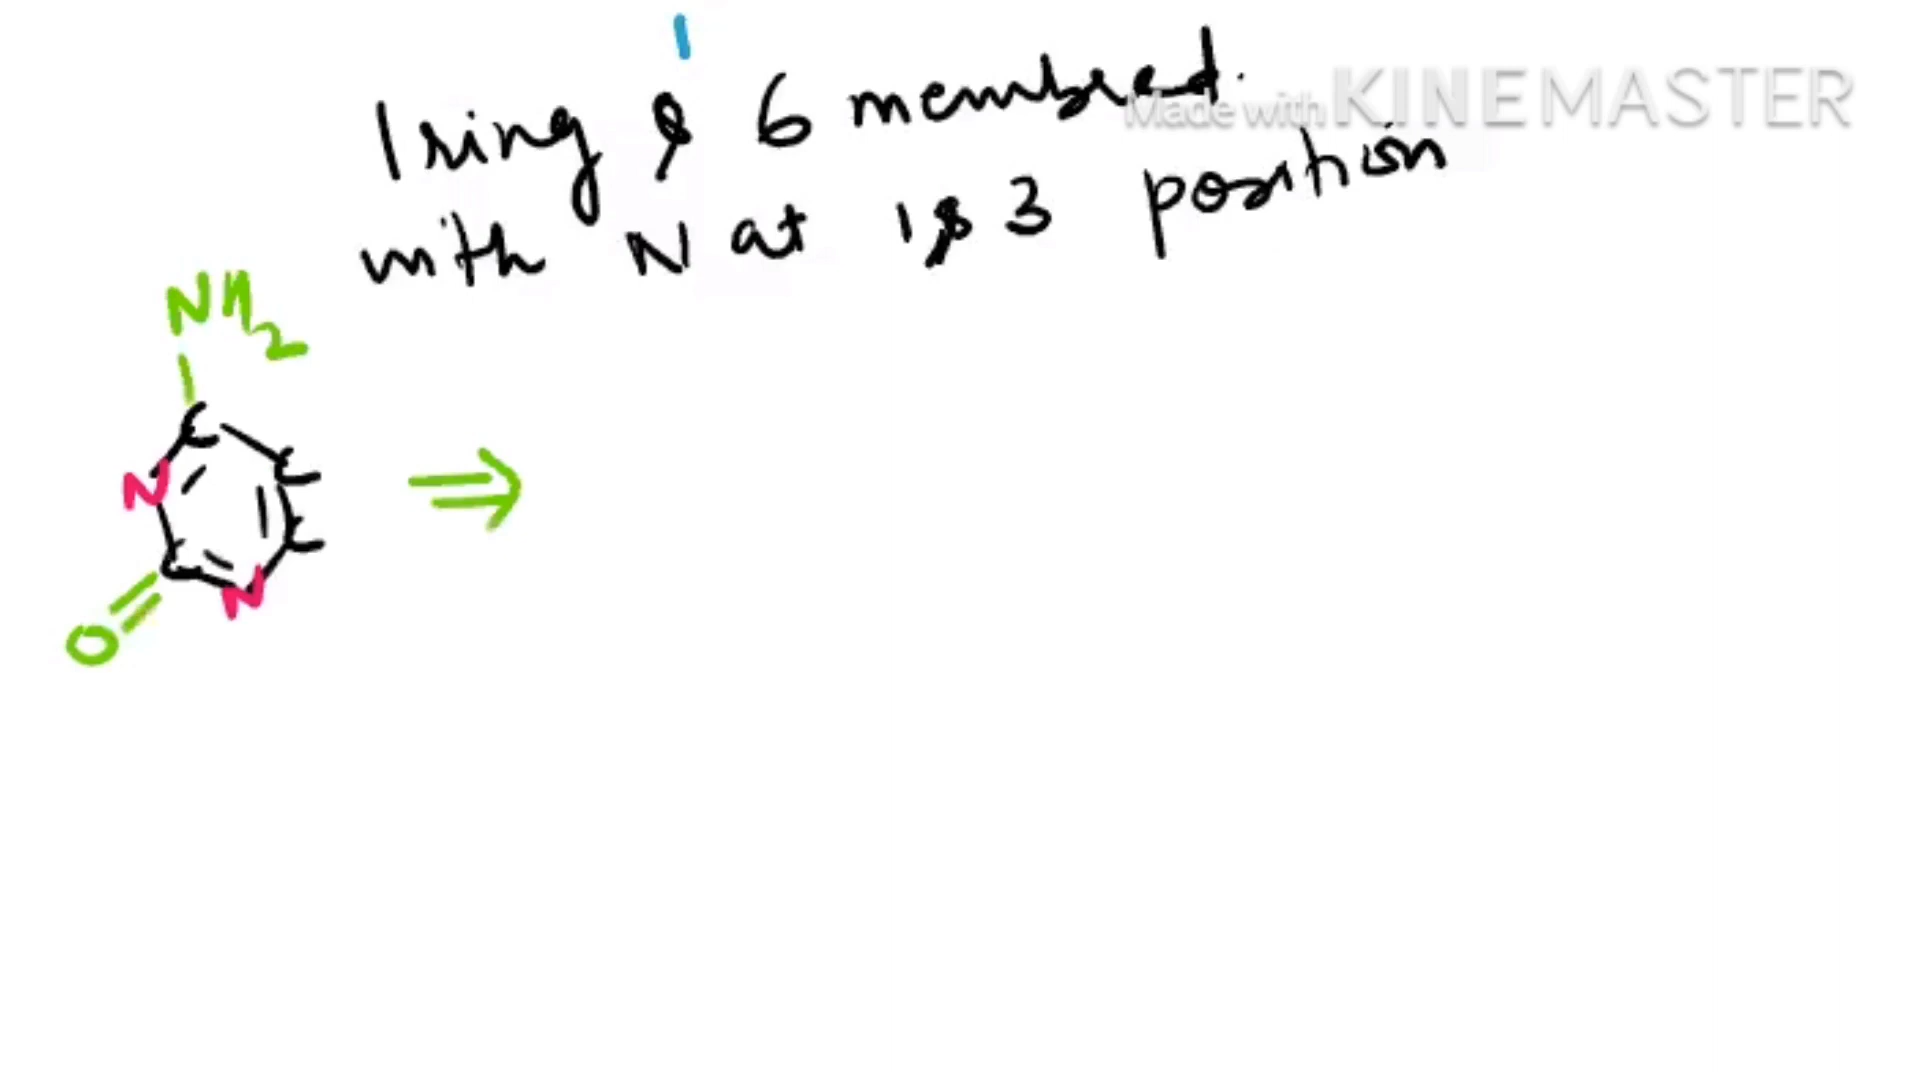 1 ring & 6 membered.
Made with KINEMASTER
with N at 1 & 3 position
NH2
C
N
C
C
C
N
O